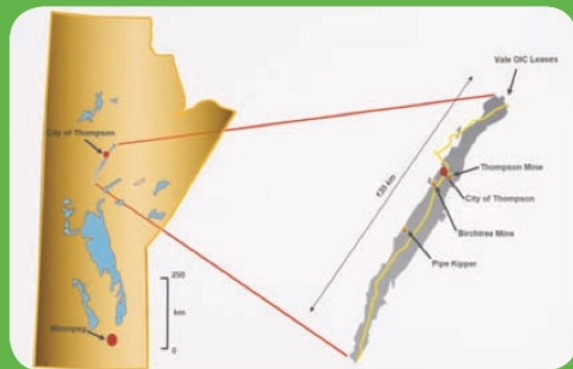 Vale OIC Leases
City of Thompson
135 km
Thompson Mine
City of Thompson
Birchtree Mine
Pipe Kipper
250
km
0
Winnipeg